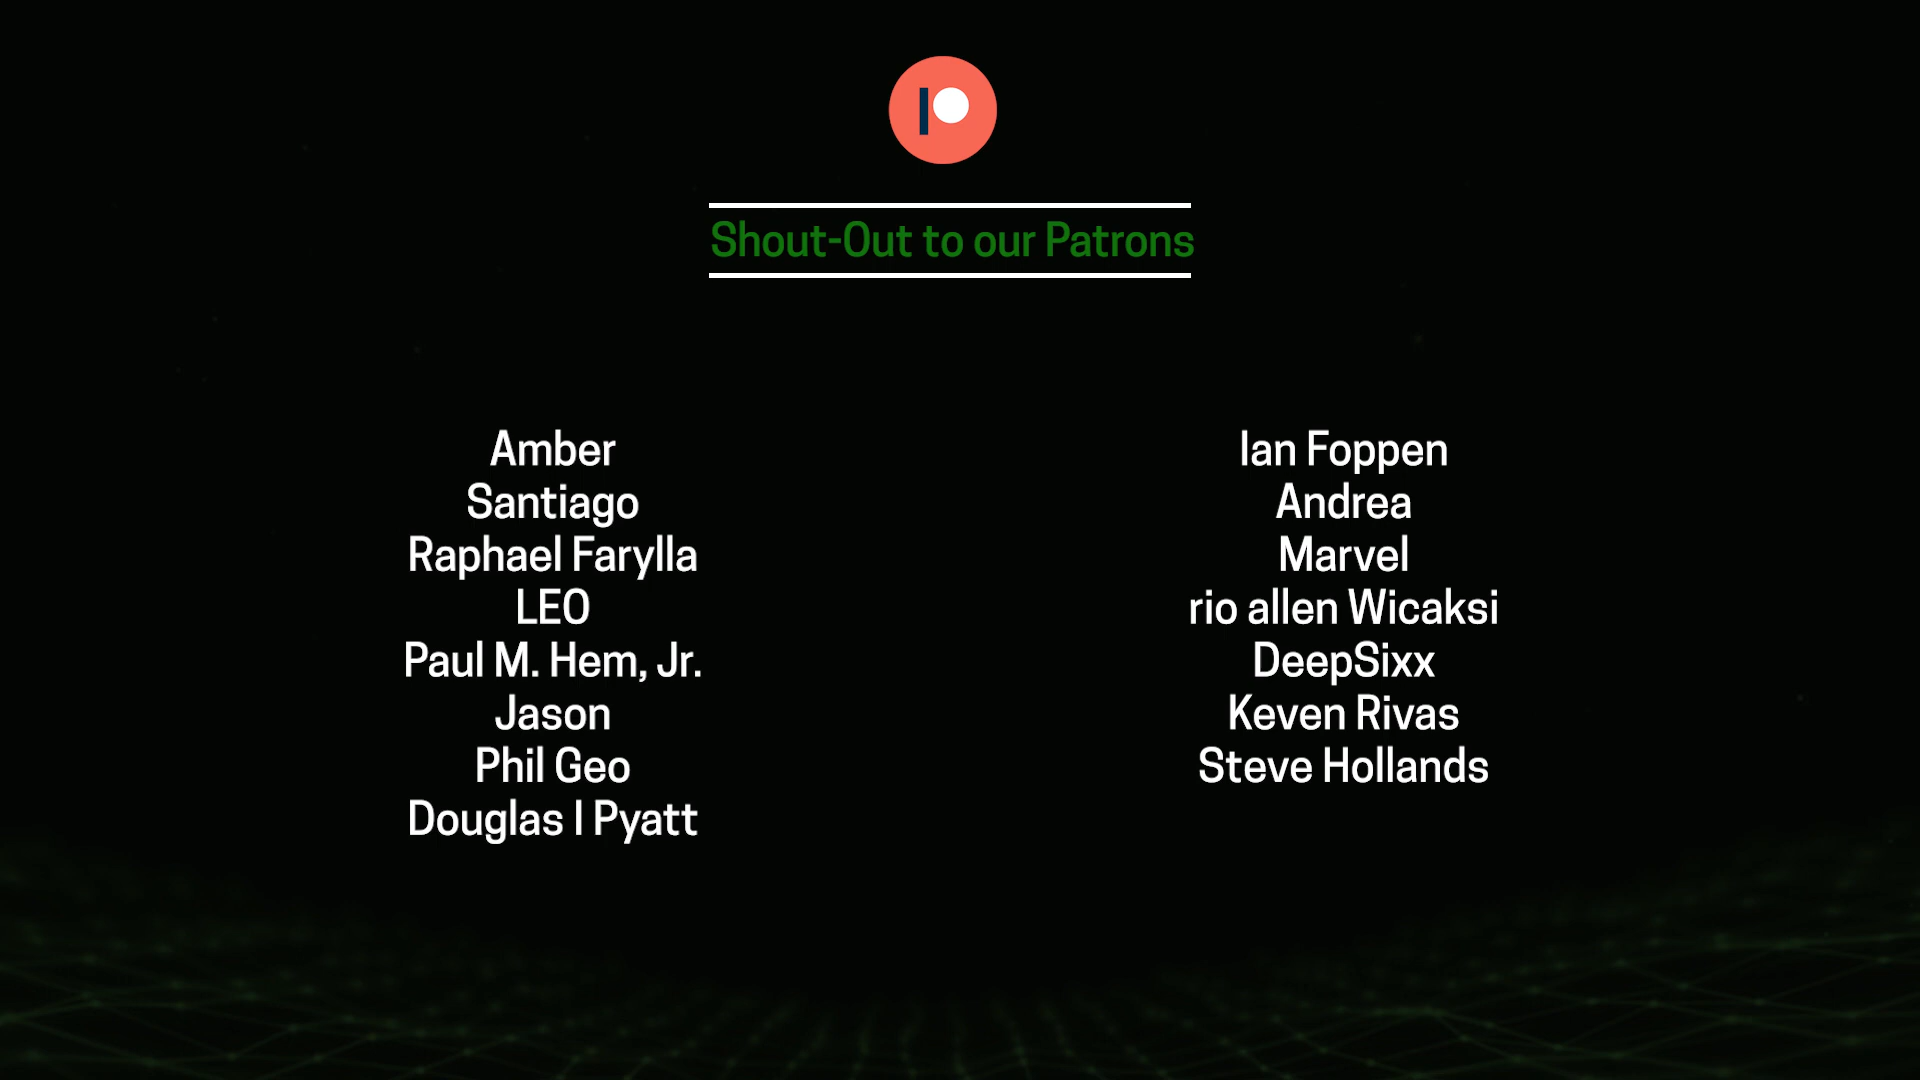 Shout-Out to our Patrons
Amber
Santiago
Raphael Farylla
LEO
Paul M. Hem, Jr.
Jason
Phil Geo
Douglas I Pyatt
Ian Foppen
Andrea
Marvel
rio allen Wicaksi
DeepSixx
Keven Rivas
Steve Hollands